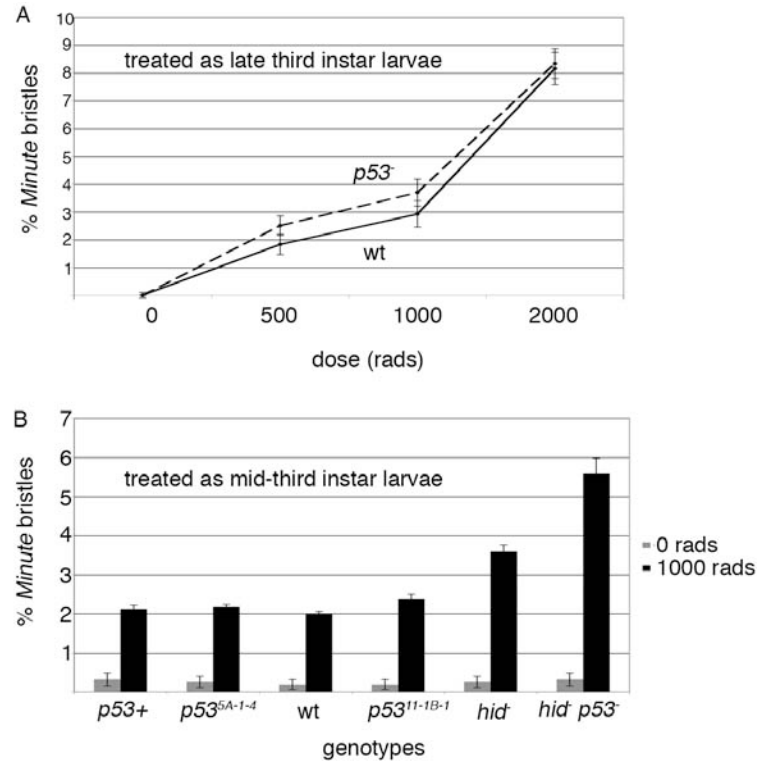 A
10
9
8
7
6
5
4
3
2
1
% Minute bristles
treated as late third instar larvae
p53-
wt
0 500 1000 2000
dose (rads)
B
7
6
5
4
3
2
1
% Minute bristles
treated as mid-third instar larvae
0 rads
1000 rads
p53+ p53⁵ᴬ⁻¹⁻⁴ wt p53¹¹⁻¹ᴮ⁻¹ hid- hid- p53-
genotypes